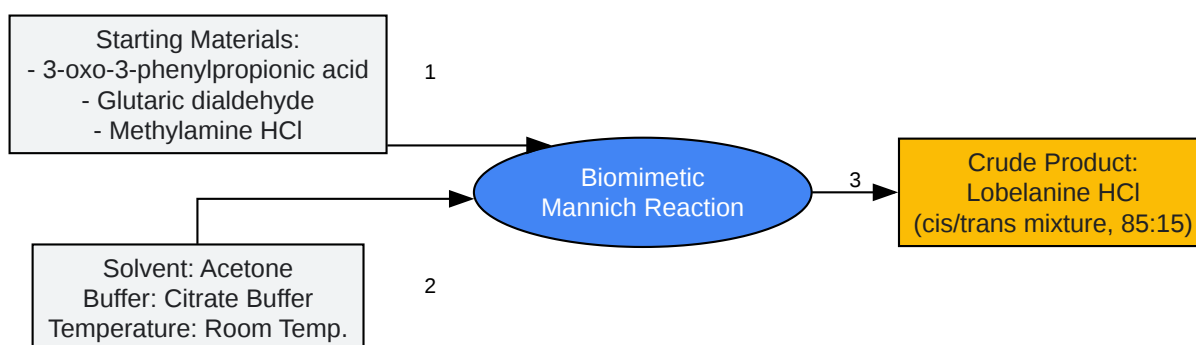 Starting Materials:
- 3-oxo-3-phenylpropionic acid
- Glutaric dialdehyde
- Methylamine HCl
1
Biomimetic
Mannich Reaction
3
Crude Product:
Lobelanine HCl
(cis/trans mixture, 85:15)
Solvent: Acetone
Buffer: Citrate Buffer
Temperature: Room Temp.
2